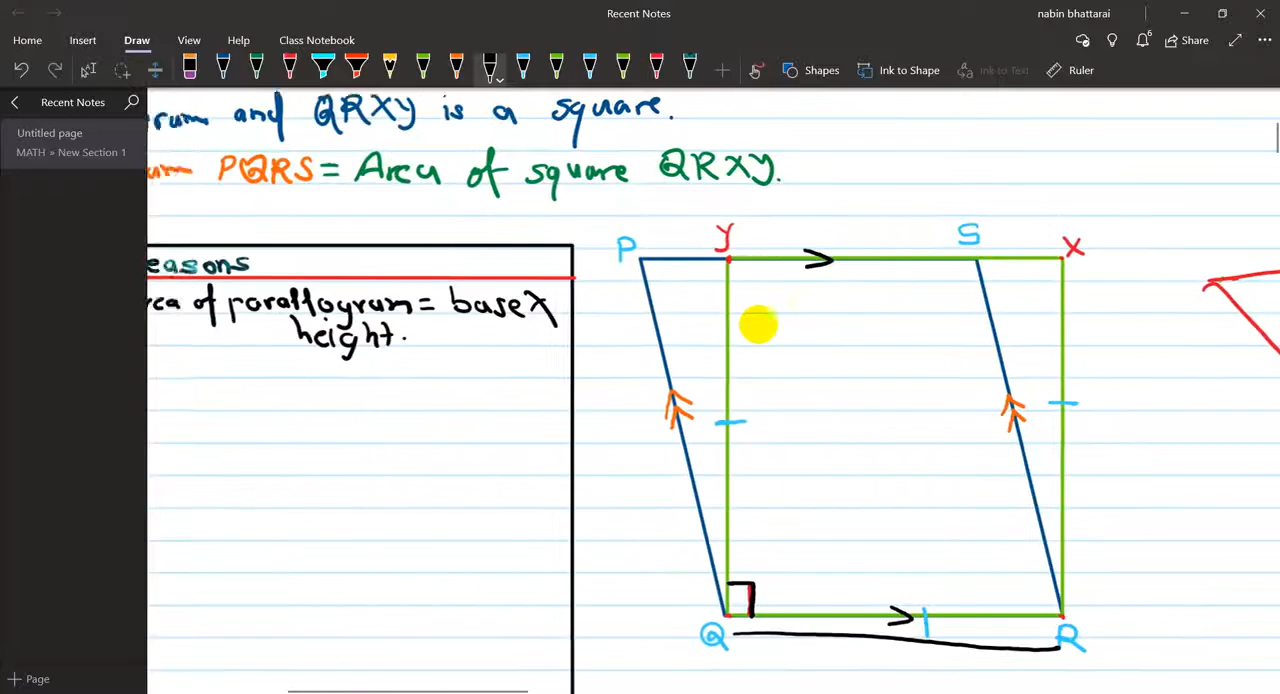 Recent Notes
nabin bhattarai
Home Insert Draw View Help Class Notebook
Share
Shapes Ink to Shape Ink to Text Ruler
Recent Notes
Untitled page
MATH » New Section 1
rum and QRXY is a square.
um PQRS = Area of square QRXY.
easons
rea of parallogram = base X
height.
P Y S X
Q R
+ Page